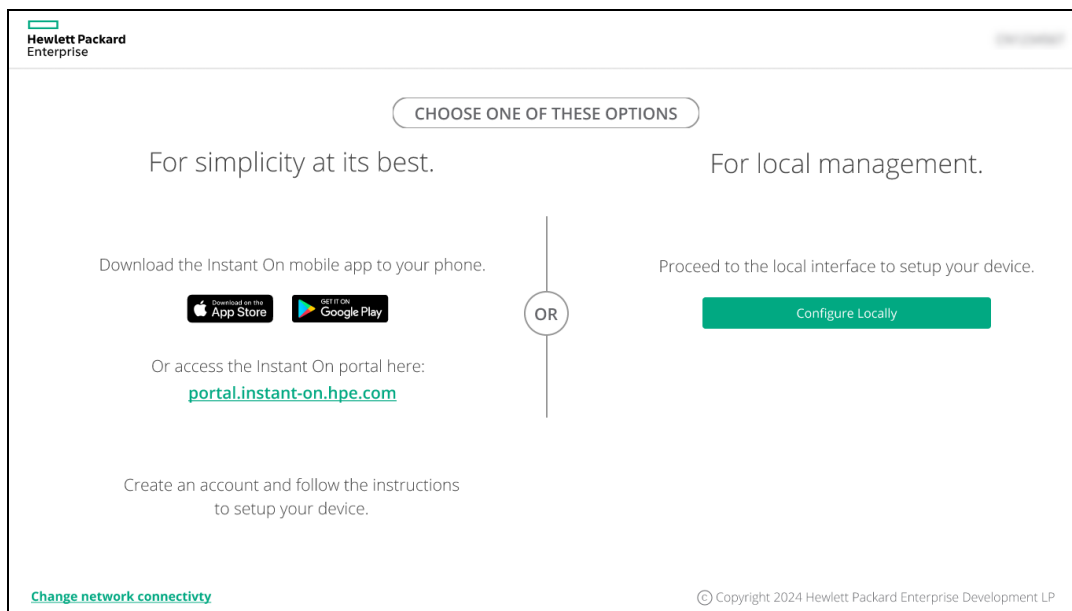 Hewlett Packard
Enterprise
CHOOSE ONE OF THESE OPTIONS
For simplicity at its best.
Download the Instant On mobile app to your phone.
Download on the
App Store
GET IT ON
Google Play
Or access the Instant On portal here:
portal.instant-on.hpe.com
Create an account and follow the instructions
to setup your device.
OR
For local management.
Proceed to the local interface to setup your device.
Configure Locally
Change network connectivty
© Copyright 2024 Hewlett Packard Enterprise Development LP